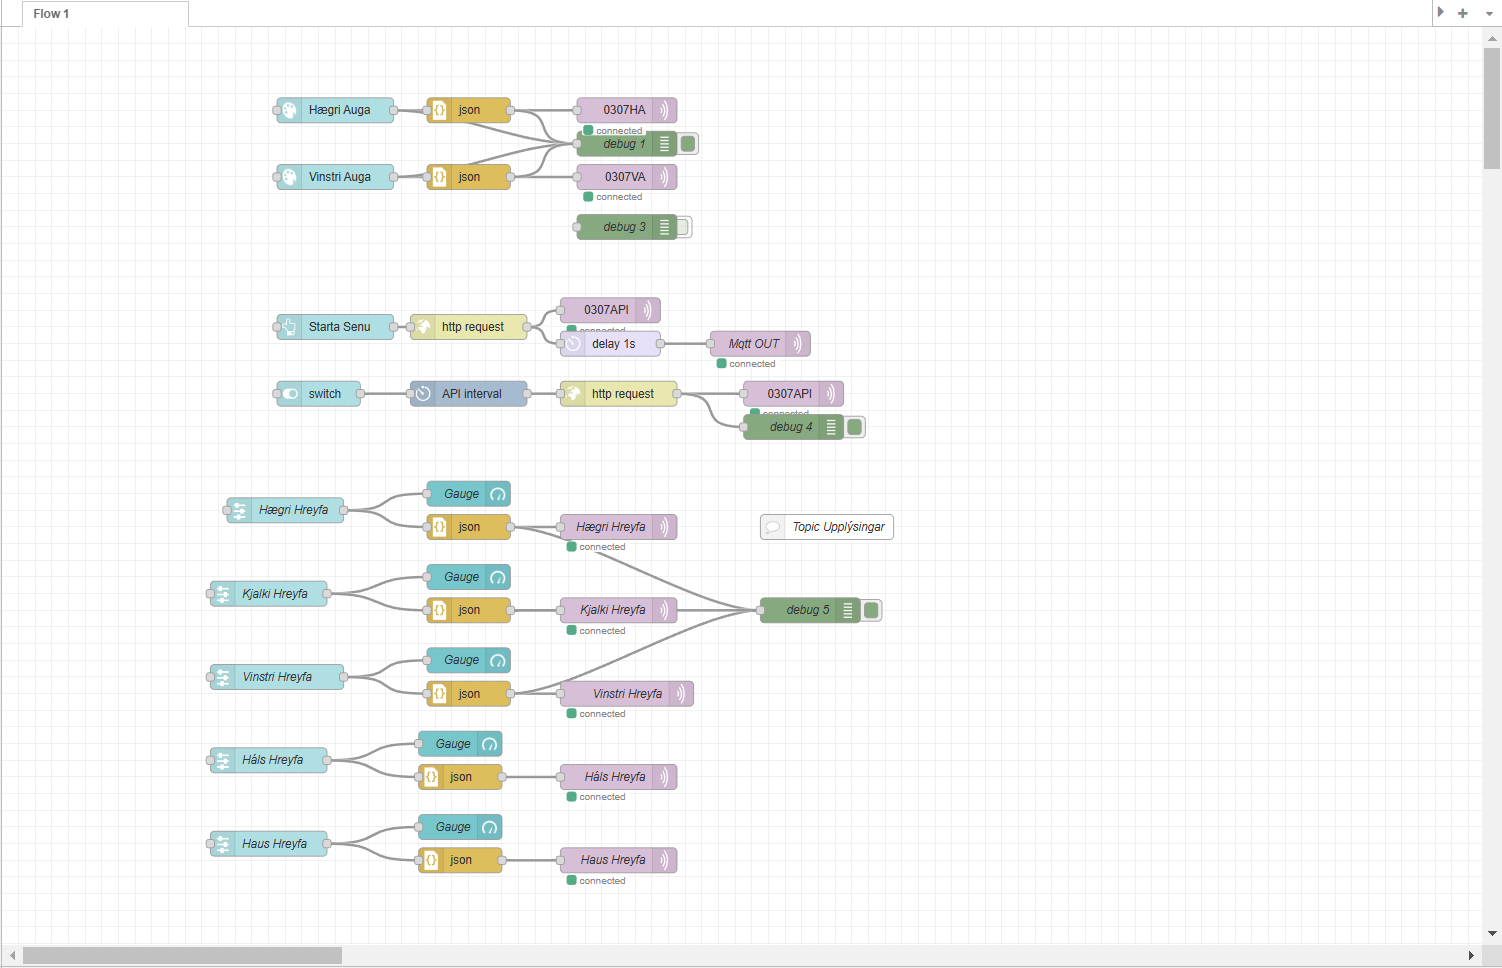 Flow 1
Hægri Auga
json
0307HA
connected
debug 1
Vinstri Auga
json
0307VA
connected
debug 3
0307API
connected
Starta Senu
http request
delay 1s
Mqtt OUT
connected
switch
API interval
http request
0307API
connected
debug 4
Gauge
Hægri Hreyfa
json
Hægri Hreyfa
connected
Topic Upplýsingar
Gauge
Kjalki Hreyfa
json
Kjalki Hreyfa
connected
debug 5
Gauge
Vinstri Hreyfa
json
Vinstri Hreyfa
connected
Gauge
Háls Hreyfa
json
Háls Hreyfa
connected
Gauge
Haus Hreyfa
json
Haus Hreyfa
connected